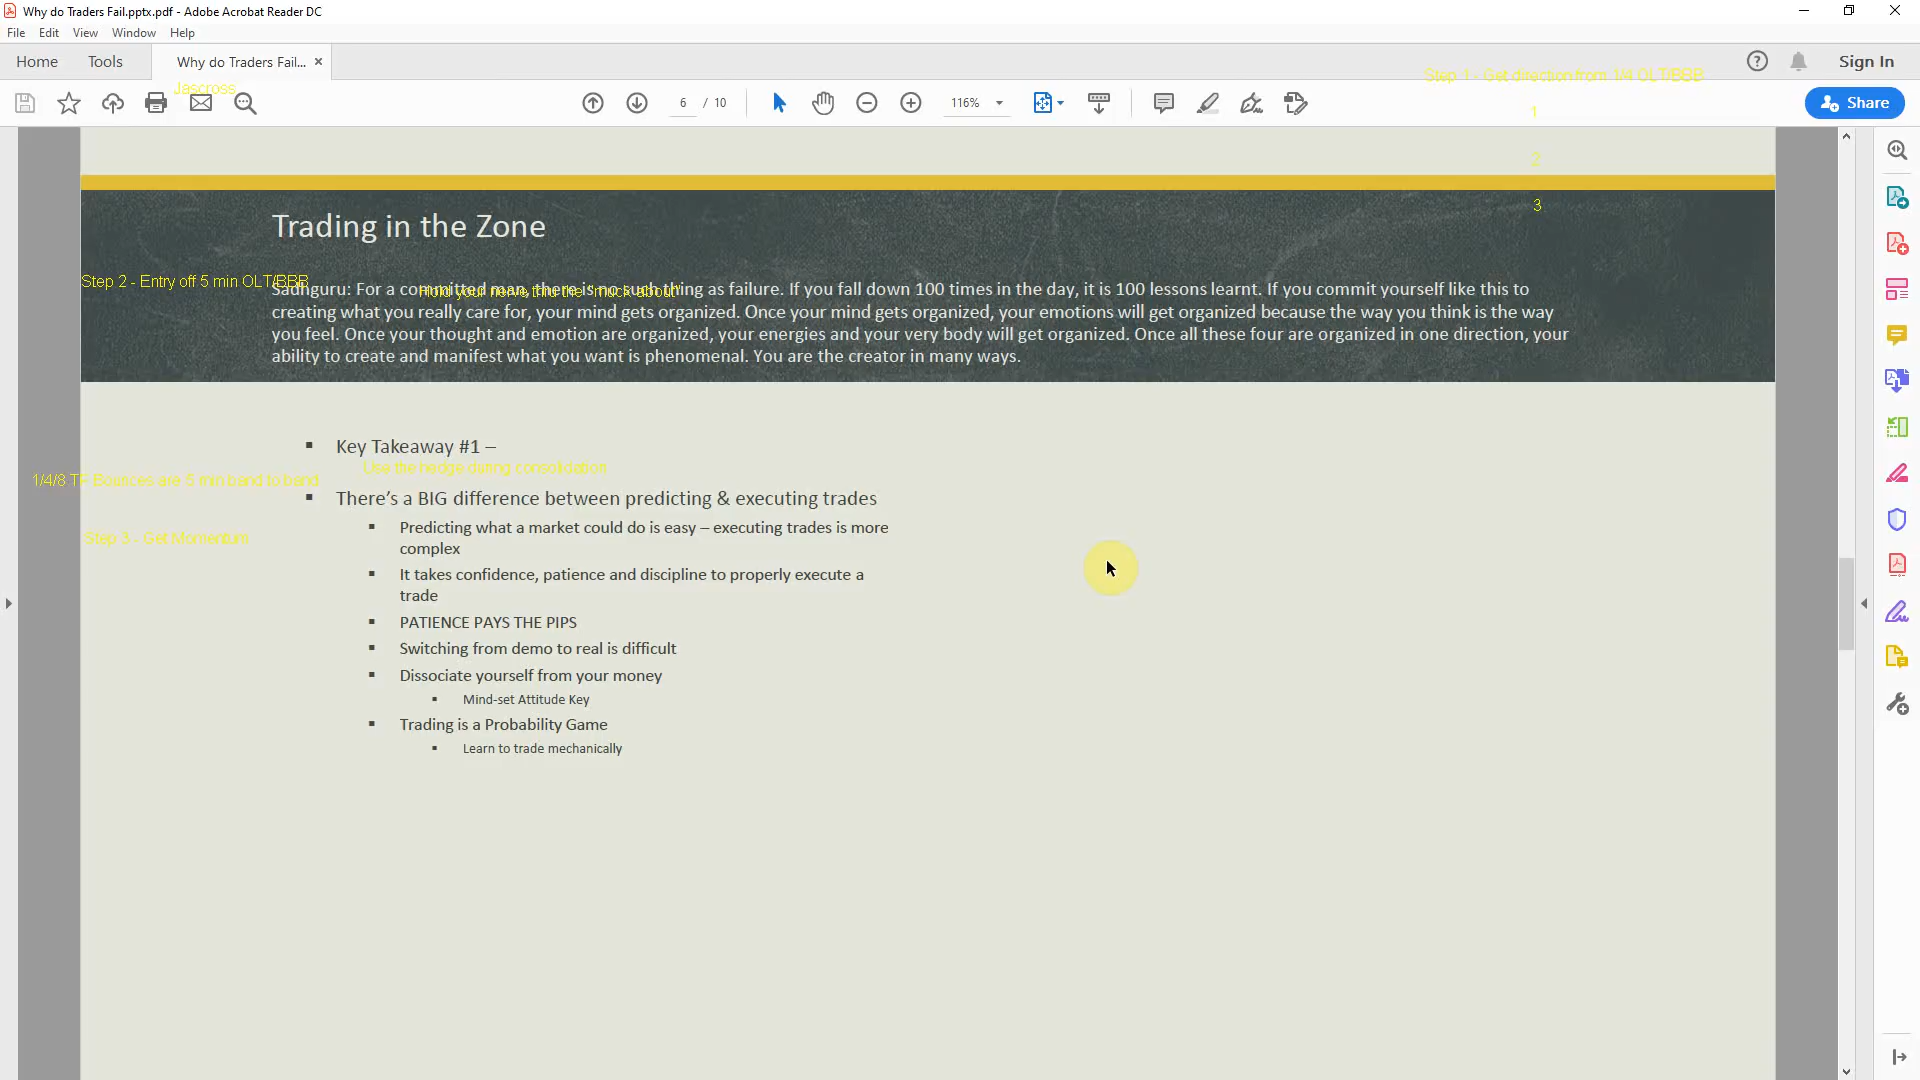 Why do Traders Fail.pptx.pdf - Adobe Acrobat Reader DC
File Edit View Window Help
Home Tools Why do Traders Fail... × Sign In
Step 1 - Get direction from 1/4 OLT/BBB
Jascross
6 / 10 116% Share
1
2
3
Trading in the Zone
Step 2 - Entry off 5 min OLT/BBB
Hold your nerve thru the "muck about"
Sadhguru: For a committed man, there is no such thing as failure. If you fall down 100 times in the day, it is 100 lessons learnt. If you commit yourself like this to
creating what you really care for, your mind gets organized. Once your mind gets organized, your emotions will get organized because the way you think is the way
you feel. Once your thought and emotion are organized, your energies and your very body will get organized. Once all these four are organized in one direction, your
ability to create and manifest what you want is phenomenal. You are the creator in many ways.
Key Takeaway #1 –
Use the hedge during consolidation
1/4/8 TF Bounces are 5 min band to band
There’s a BIG difference between predicting & executing trades
Predicting what a market could do is easy – executing trades is more
complex
Step 3 - Get Momentum
It takes confidence, patience and discipline to properly execute a
trade
PATIENCE PAYS THE PIPS
Switching from demo to real is difficult
Dissociate yourself from your money
Mind-set Attitude Key
Trading is a Probability Game
Learn to trade mechanically